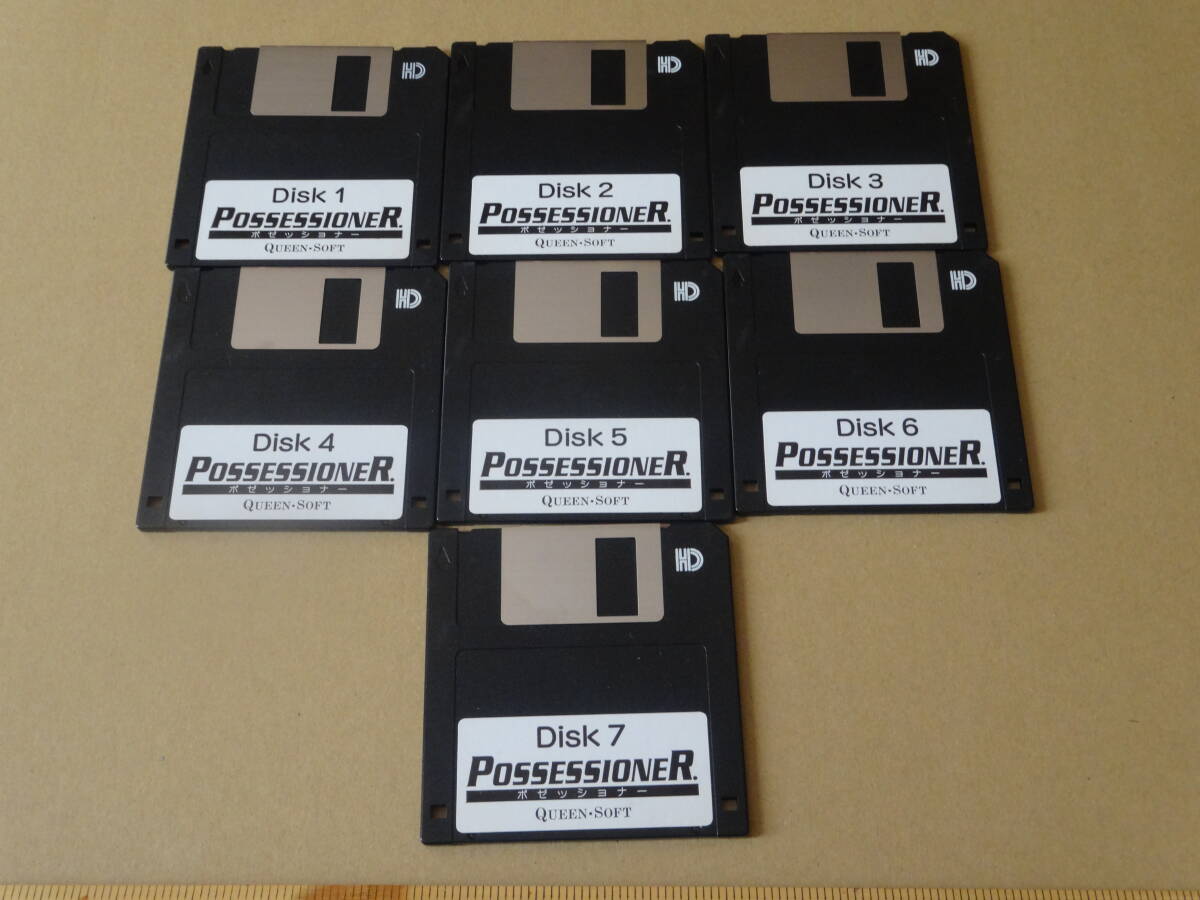 HD
Disk 1
POSSESSIONER.
ポゼッショナー
QUEEN•SOFT
HD
Disk 2
POSSESSIONER.
ポゼッショナー
QUEEN•SOFT
HD
Disk 3
POSSESSIONER.
ポゼッショナー
QUEEN•SOFT
HD
Disk 4
POSSESSIONER.
ポゼッショナー
QUEEN•SOFT
HD
Disk 5
POSSESSIONER.
ポゼッショナー
QUEEN•SOFT
HD
Disk 6
POSSESSIONER.
ポゼッショナー
QUEEN•SOFT
HD
Disk 7
POSSESSIONER.
ポゼッショナー
QUEEN•SOFT